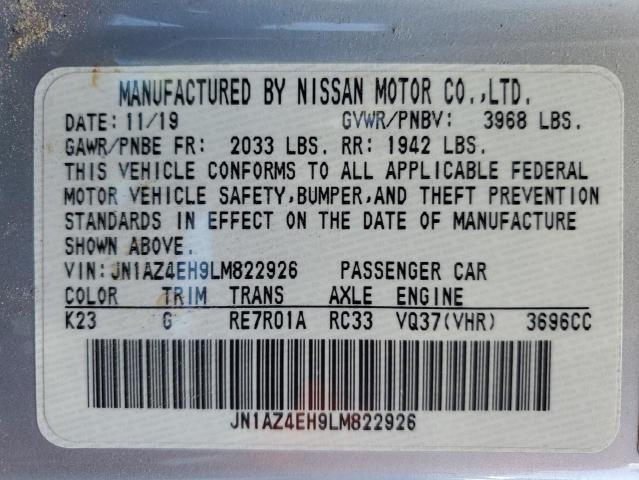 MANUFACTURED BY NISSAN MOTOR CO.,LTD.
DATE: 11/19 GVWR/PNBV: 3968 LBS.
GAWR/PNBE FR: 2033 LBS. RR: 1942 LBS.
THIS VEHICLE CONFORMS TO ALL APPLICABLE FEDERAL
MOTOR VEHICLE SAFETY,BUMPER,AND THEFT PREVENTION
STANDARDS IN EFFECT ON THE DATE OF MANUFACTURE
SHOWN ABOVE.
VIN: JN1AZ4EH9LM822926 PASSENGER CAR
COLOR TRIM TRANS AXLE ENGINE
K23 G RE7R01A RC33 VQ37(VHR) 3696CC
JN1AZ4EH9LM822926